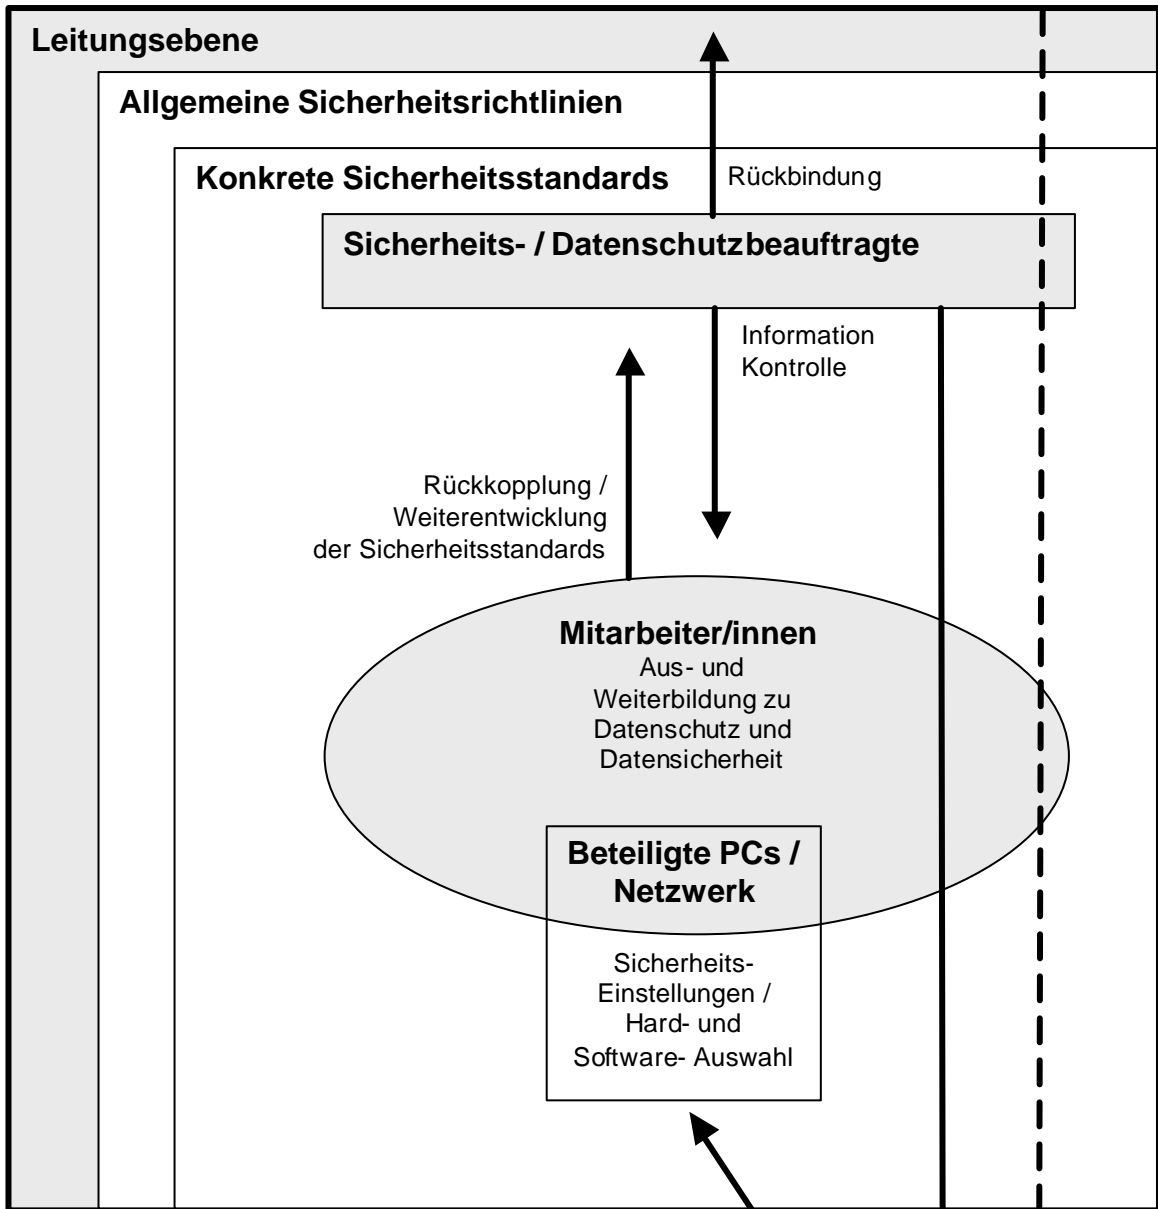 Leitungsebene
Allgemeine Sicherheitsrichtlinien
Konkrete Sicherheitsstandards
Rückbindung
Sicherheits- / Datenschutzbeauftragte
Information
Kontrolle
Rückkopplung /
Weiterentwicklung
der Sicherheitsstandards
Mitarbeiter/innen
Aus- und
Weiterbildung zu
Datenschutz und
Datensicherheit
Beteiligte PCs /
Netzwerk
Sicherheits-
Einstellungen /
Hard- und
Software- Auswahl